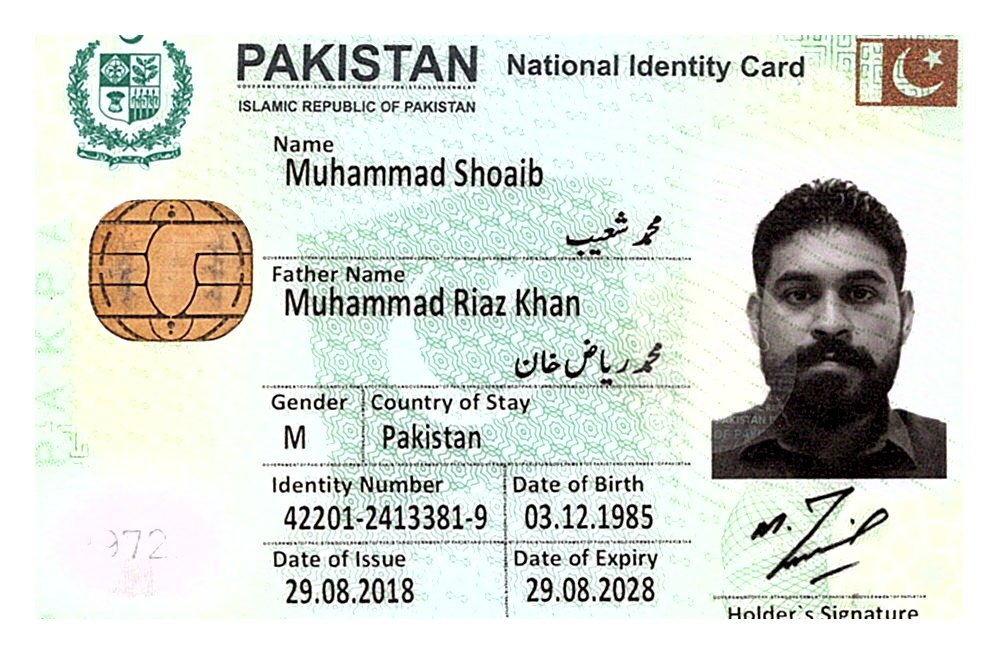 PAKISTAN National Identity Card
ISLAMIC REPUBLIC OF PAKISTAN
Name
Muhammad Shoaib
محمد شعیب
Father Name
Muhammad Riaz Khan
محمد ریاض خان
Gender Country of Stay
M Pakistan
Identity Number Date of Birth
42201-2413381-9 03.12.1985
Date of Issue Date of Expiry
29.08.2018 29.08.2028
Holder`s Signature